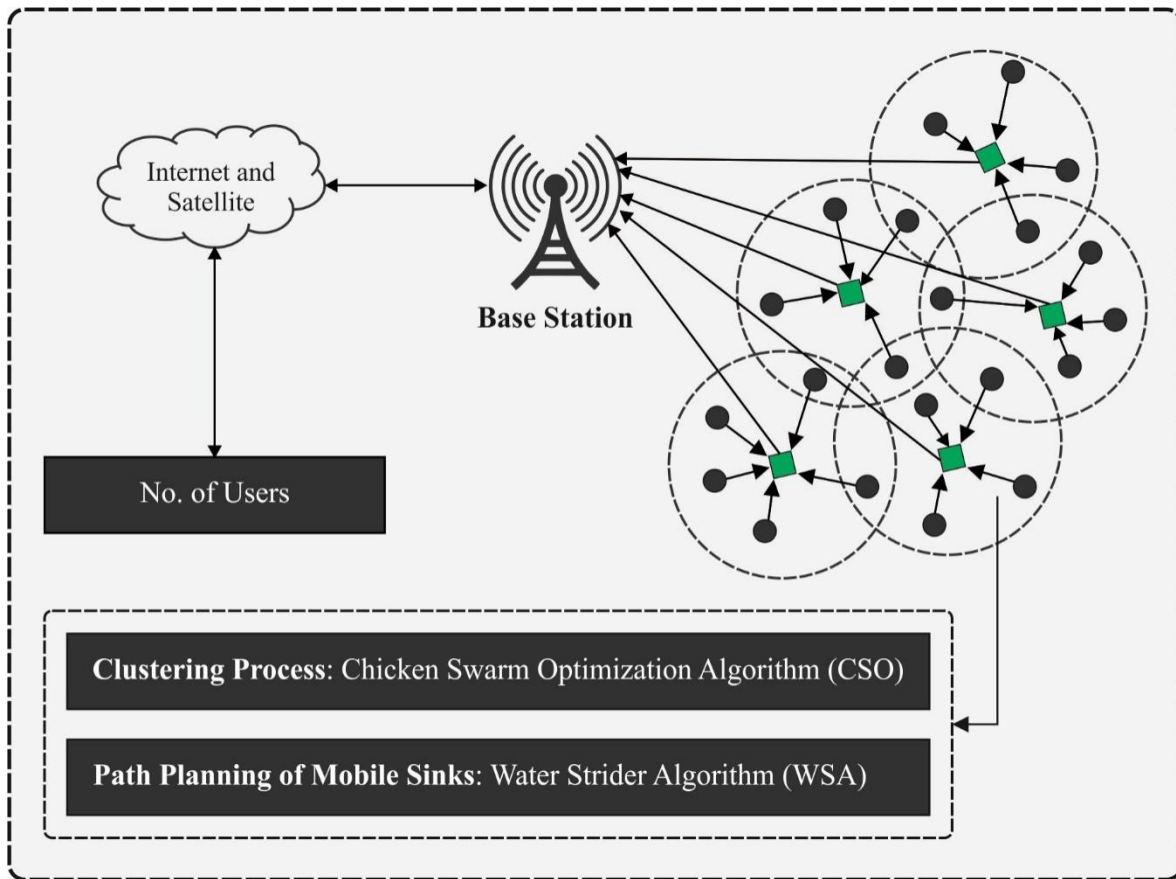 Internet and
Satellite
Base Station
No. of Users
Clustering Process: Chicken Swarm Optimization Algorithm (CSO)
Path Planning of Mobile Sinks: Water Strider Algorithm (WSA)